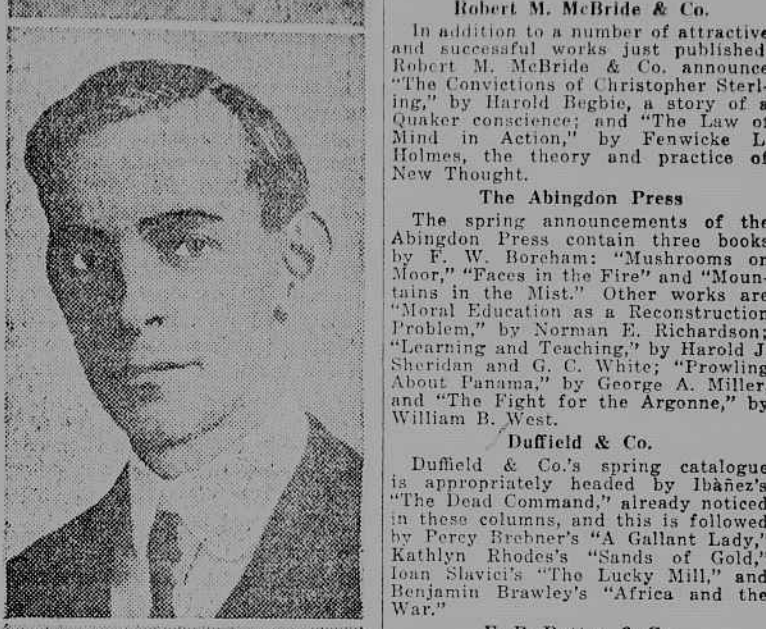 Robert M. McBride & Co.
In addition to a number of attractive
and successful works just published
Robert M. McBride & Co. announce
"The Convictions of Christopher Sterl-
ing," by Harold Begbie, a story of a
Quaker conscience; and "The Law of
Mind in Action," by Fenwicke L
Holmes, the theory and practice of
New Thought.
The Abingdon Press
The spring announcements of the
Abingdon Press contain three books
by F. W. Boreham: "Mushrooms on
Moor," "Faces in the Fire" and "Moun-
tains in the Mist." Other works are
"Moral Education as a Reconstruction
Problem," by Norman E. Richardson;
"Learning and Teaching," by Harold J
Sheridan and G. C. White; "Prowling
About Panama," by George A. Miller
and "The Fight for the Argonne," by
William B. West.
Duffield & Co.
Duffield & Co.'s spring catalogue
is appropriately headed by Ibàñez's
"The Dead Command," already noticed
in these columns, and this is followed
by Percy Brebner's "A Gallant Lady,"
Kathlyn Rhodes's "Sands of Gold,"
Ioan Slavici's "The Lucky Mill," and
Benjamin Brawley's "Africa and the
War."